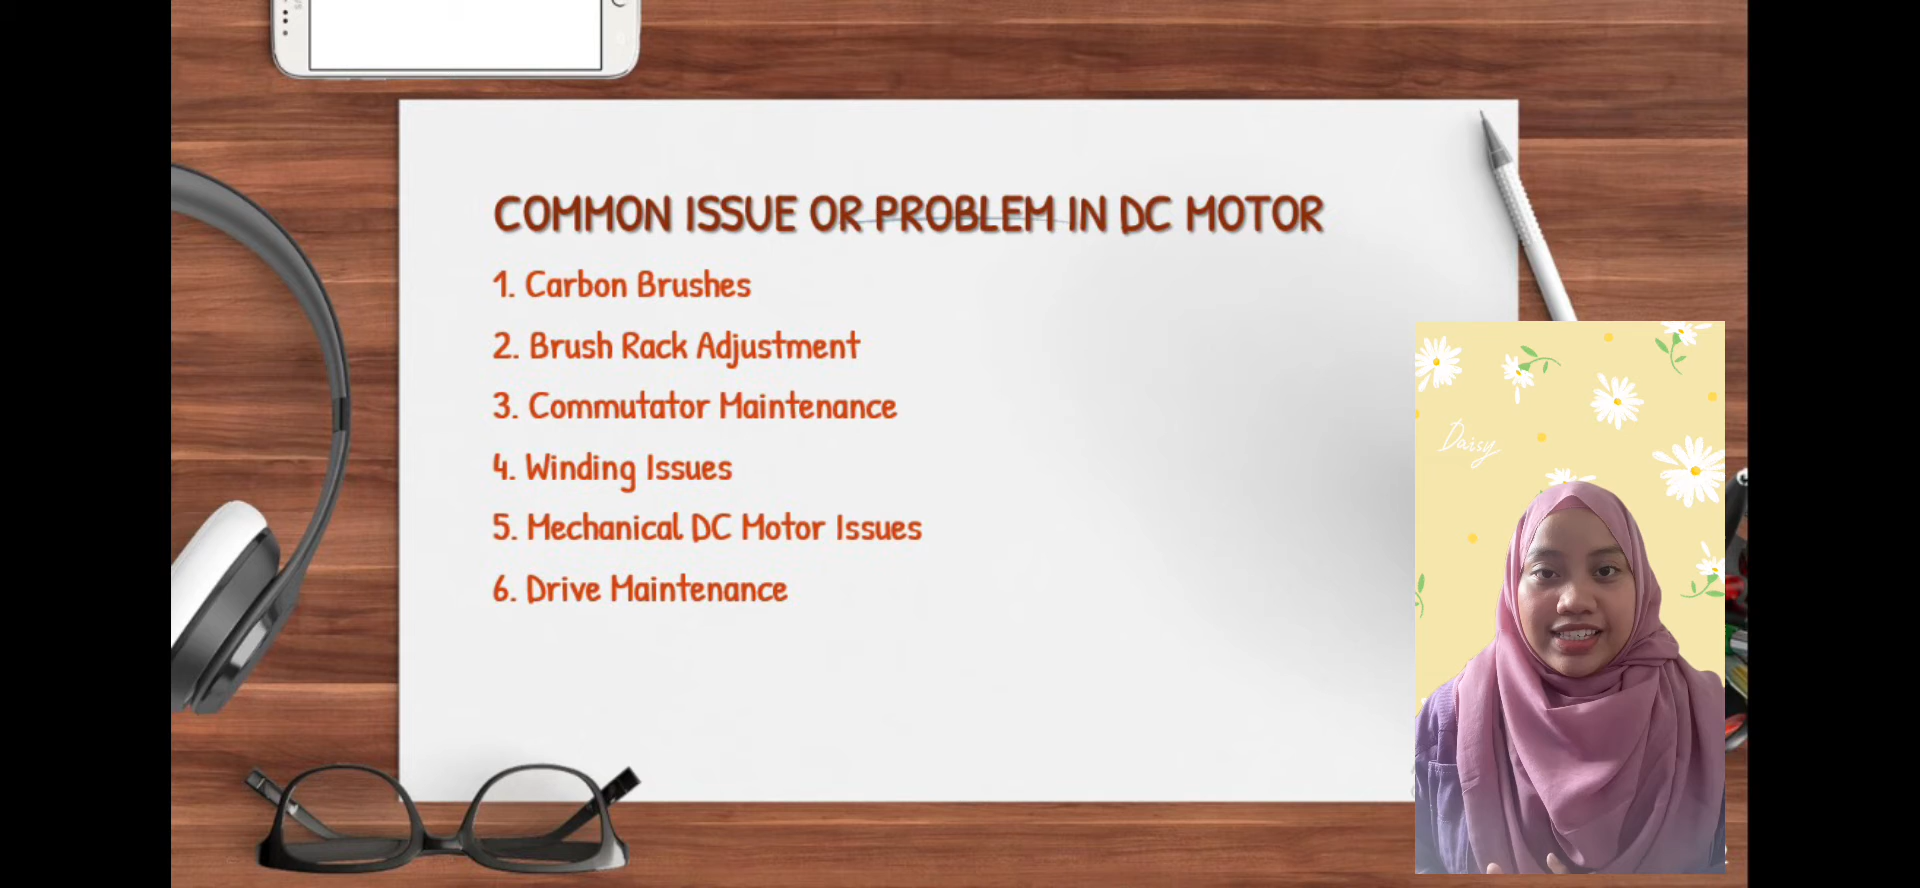 COMMON ISSUE OR PROBLEM IN DC MOTOR
1. Carbon Brushes
2. Brush Rack Adjustment
3. Commutator Maintenance
4. Winding Issues
5. Mechanical DC Motor Issues
6. Drive Maintenance
Daisy